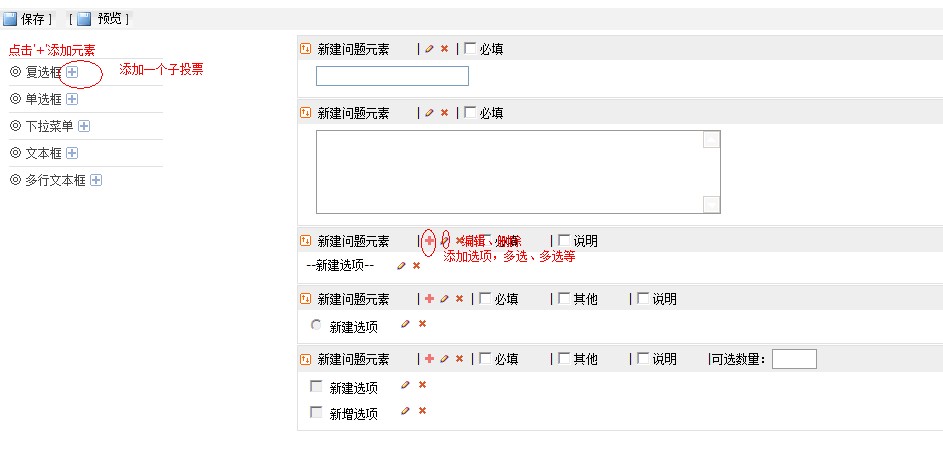 保存 ] [ 预览 ]
点击'+'添加元素
复选框
添加一个子投票
单选框
下拉菜单
文本框
多行文本框
新建问题元素 | | 必填
新建问题元素 | | 必填
新建问题元素 | 编辑、删除 必填 | 说明
添加选项，多选、多选等
--新建选项--
新建问题元素 | | 必填 | 其他 | 说明
新建选项
新建问题元素 | | 必填 | 其他 | 说明 |可选数量：
新建选项
新增选项